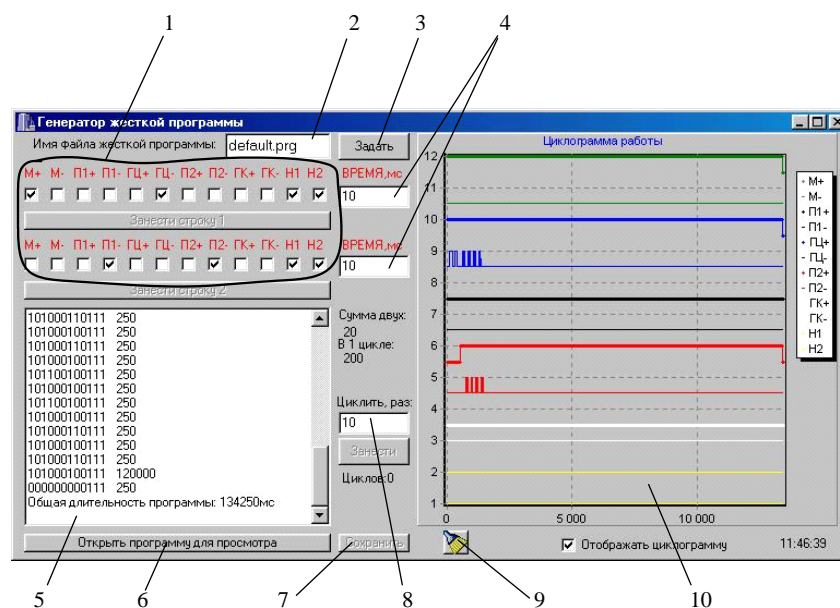 1 2 3 4
Генератор жесткой программы
Имя файла жесткой программы: default.prg Задать
М+ М- П1+ П1- ГЦ+ ГЦ- П2+ П2- ГК+ ГК- Н1 Н2 ВРЕМЯ,мс
10
Занести строку 1
М+ М- П1+ П1- ГЦ+ ГЦ- П2+ П2- ГК+ ГК- Н1 Н2 ВРЕМЯ,мс
10
Занести строку 2
101000110111 250
101000100111 250
101000110111 250
101000100111 250
101100100111 250
101000100111 250
101100100111 250
101000100111 250
101000110111 250
101000100111 250
101000110111 250
101000100111 120000
000000000111 250
Общая длительность программы: 134250мс
Сумма двух:
20
В 1 цикле:
200
Циклить, раз:
10
Занести
Циклов:0
Открыть программу для просмотра
Сохранить
Циклограмма работы
12
11
10
9
8
7
6
5
4
3
2
1
0 5 000 10 000
М+
М-
П1+
П1-
ГЦ+
ГЦ-
П2+
П2-
ГК+
ГК-
Н1
Н2
Отображать циклограмму
11:46:39
5 6 7 8 9 10